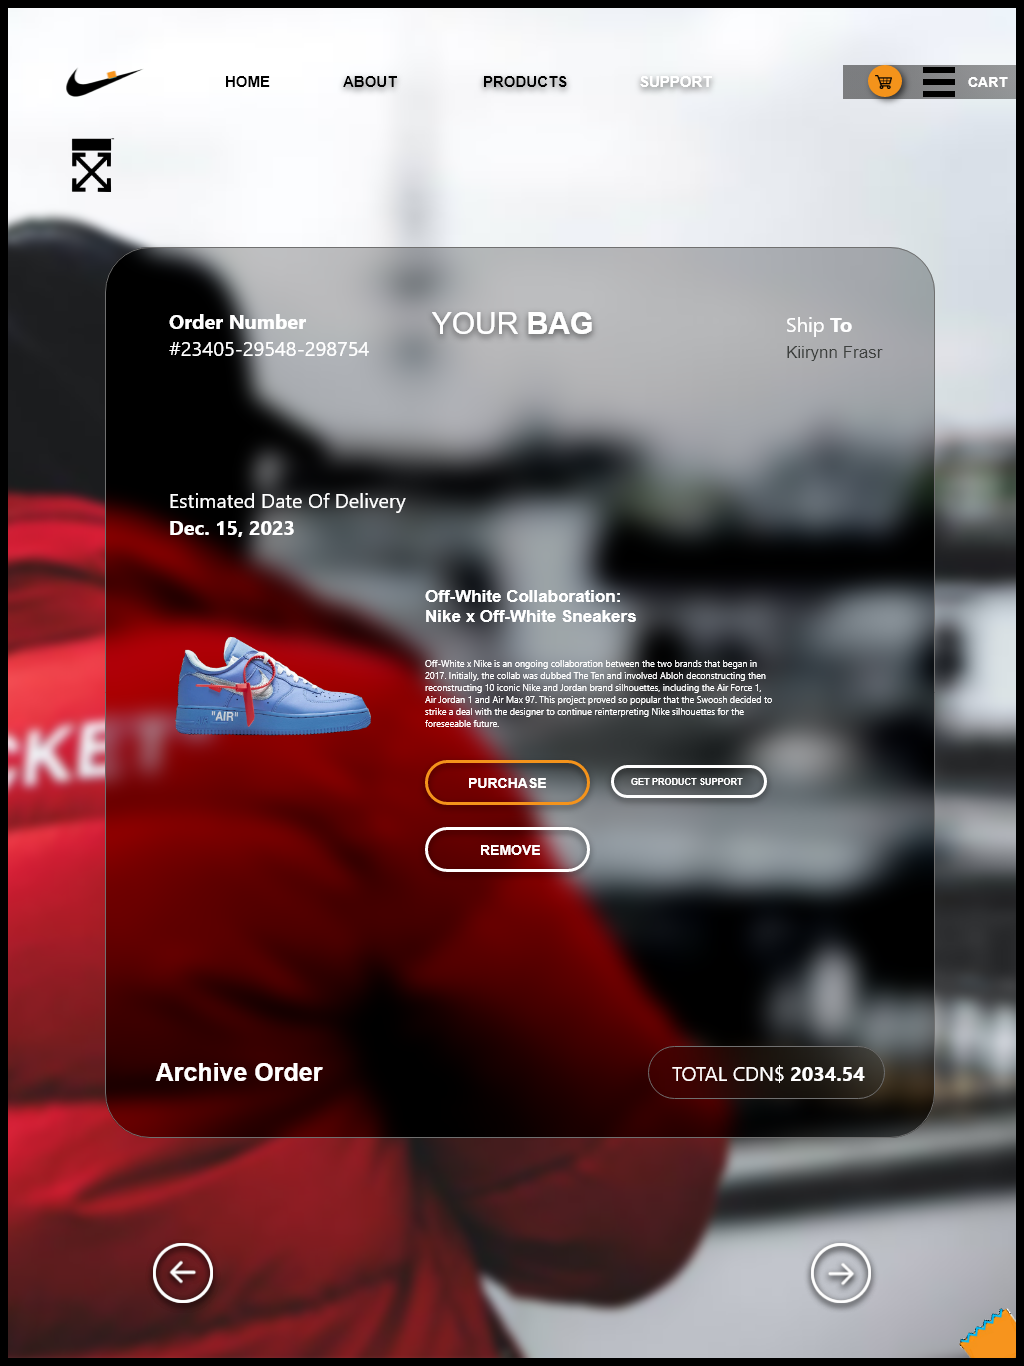 HOME ABOUT PRODUCTS SUPPORT CART
Order Number
#23405-29548-298754
YOUR BAG
Ship To
Kiirynn Frasr
Estimated Date Of Delivery
Dec. 15, 2023
Off-White Collaboration:
Nike x Off-White Sneakers
"AIR"
Off-White x Nike is an ongoing collaboration between the two brands that began in
2017. Initially, the collab was dubbed The Ten and involved Abloh deconstructing then
reconstructing 10 iconic Nike and Jordan brand silhouettes, including the Air Force 1,
Air Jordan 1 and Air Max 97. This project proved so popular that the Swoosh decided to
strike a deal with the designer to continue reinterpreting Nike silhouettes for the
foreseeable future.
CKET"
PURCHASE
GET PRODUCT SUPPORT
REMOVE
Archive Order
TOTAL CDN$ 2034.54